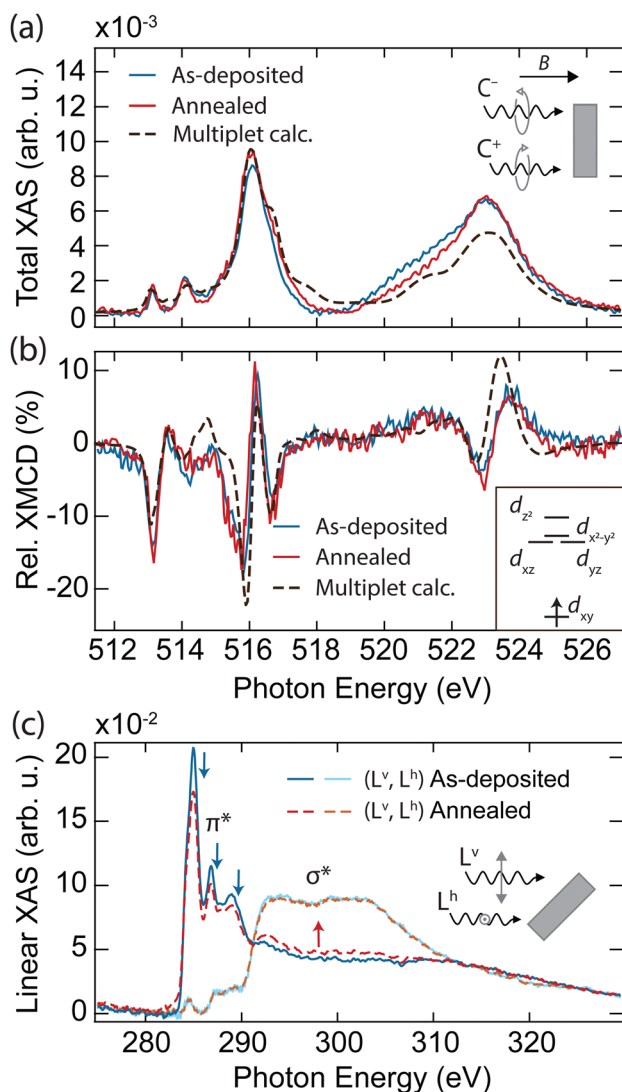 (a)
x10⁻³
Total XAS (arb. u.)
14
12
10
8
6
4
2
0
As-deposited
Annealed
Multiplet calc.
B
C⁻
C⁺
(b)
Rel. XMCD (%)
10
0
-10
-20
As-deposited
Annealed
Multiplet calc.
d_z²
d_x²-y²
d_xz d_yz
d_xy
512 514 516 518 520 522 524 526
Photon Energy (eV)
(c)
x10⁻²
Linear XAS (arb. u.)
20
15
10
5
0
(Lᵛ, Lʰ) As-deposited
(Lᵛ, Lʰ) Annealed
π*
σ*
Lᵛ
Lʰ
280 290 300 310 320
Photon Energy (eV)